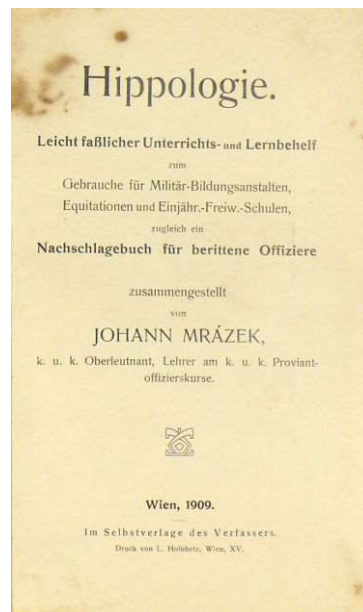 Hippologie.
Leicht faßlicher Unterrichts- und Lernbehelf
zum
Gebrauche für Militär-Bildungsanstalten,
Equitationen und Einjähr.-Freiw.-Schulen,
zugleich ein
Nachschlagebuch für berittene Offiziere
zusammengestellt
von
JOHANN MRÁZEK,
k. u. k. Oberleutnant, Lehrer am k. u. k. Proviant-
offizierskurse.
Wien, 1909.
Im Selbstverlage des Verfassers.
Druck von L. Holubetz, Wien, XV.